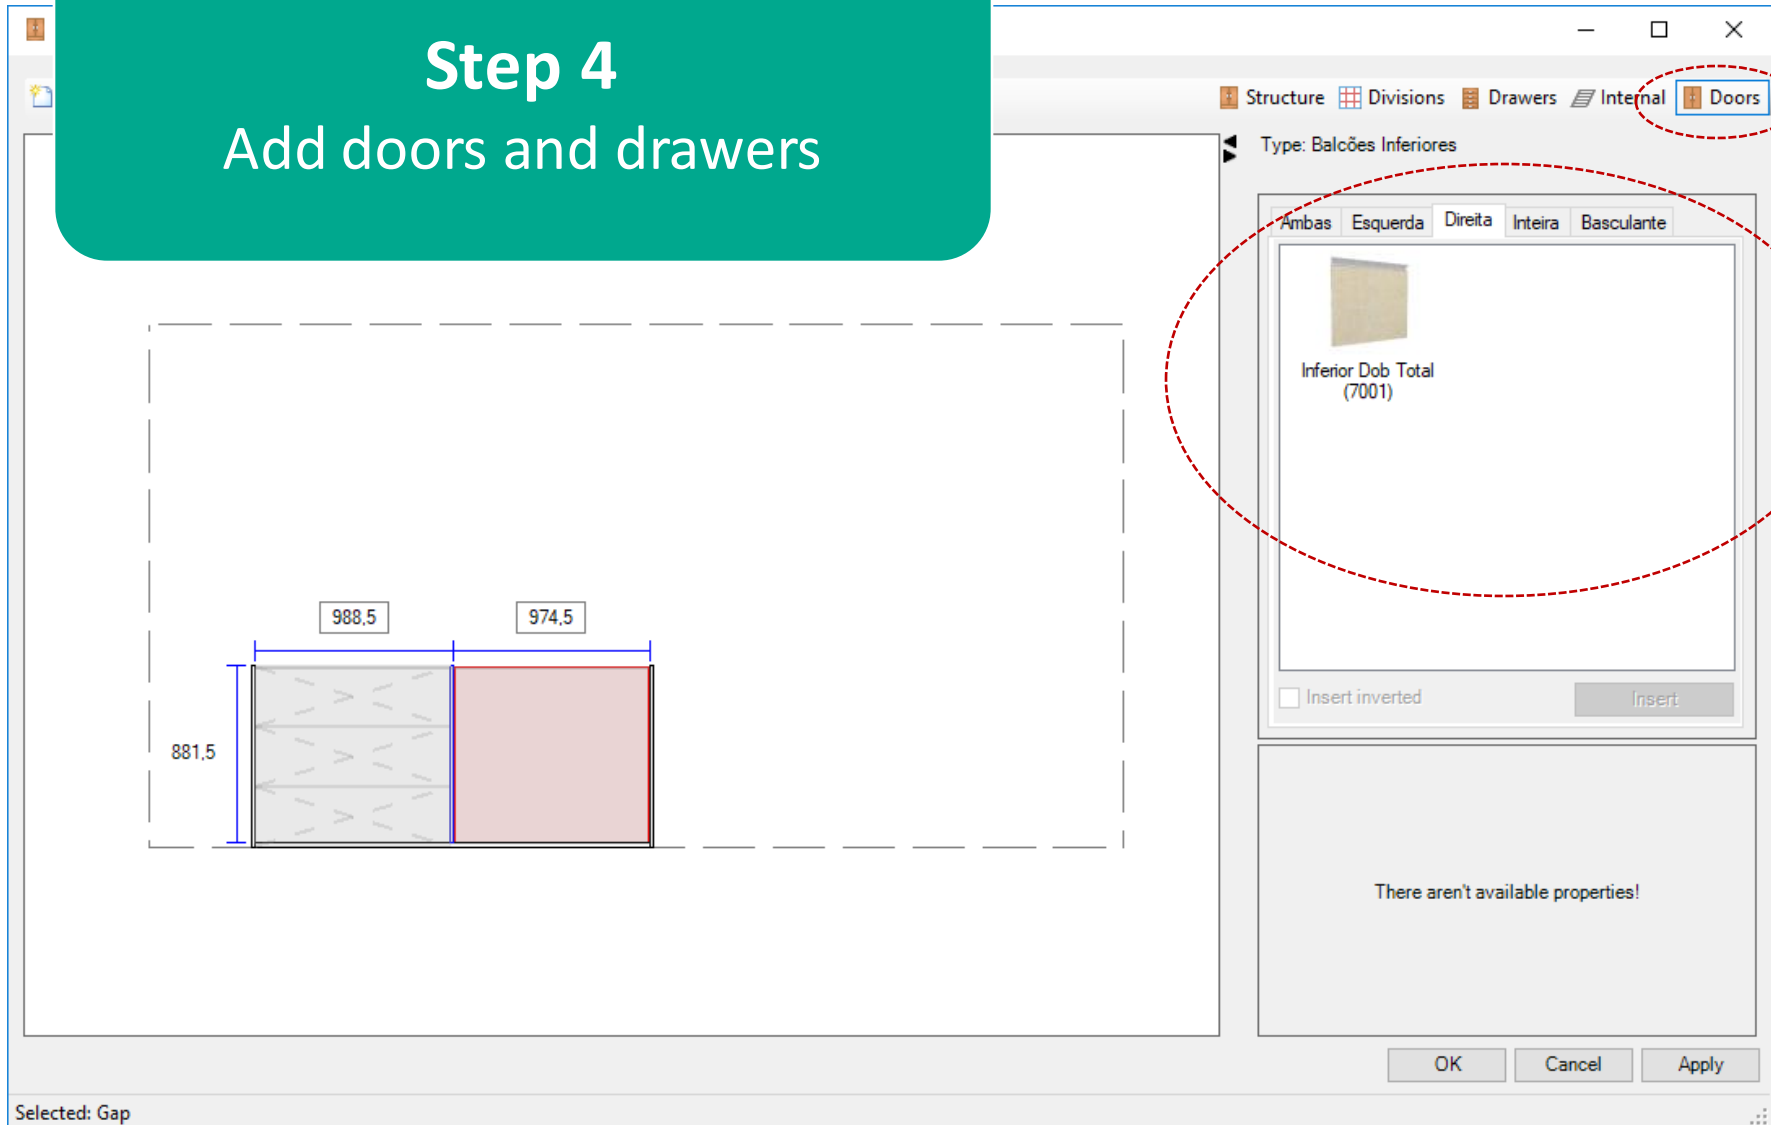 Step 4
Add doors and drawers
Structure Divisions Drawers Internal Doors
Type: Balcões Inferiores
Ambas Esquerda Direita Inteira Basculante
Inferior Dob Total
(7001)
988,5 974,5
Insert inverted Insert
881,5
There aren't available properties!
OK Cancel Apply
Selected: Gap